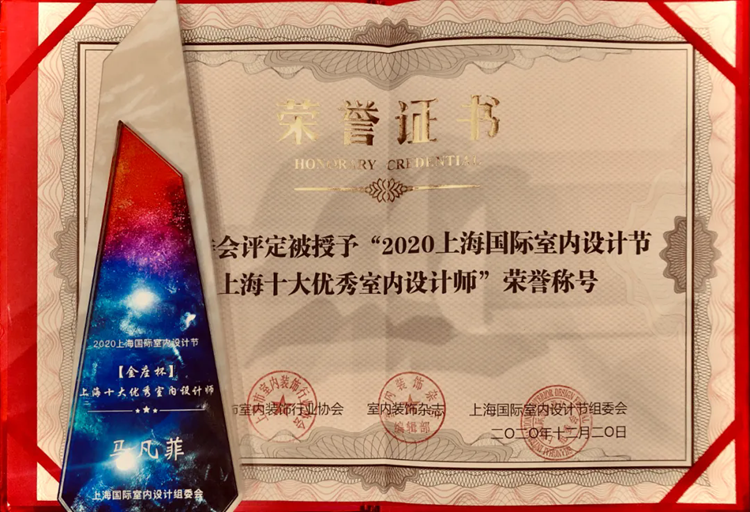 荣誉证书
HONORARY CREDENTIAL
会评定被授予“2020上海国际室内设计节
上海十大优秀室内设计师”荣誉称号
市室内装饰行业协会
室内装饰杂志
编辑部
上海国际室内设计节组委会
二〇二〇年十二月二〇日
2020上海国际室内设计节
【金座杯】
上海十大优秀室内设计师
马凡菲
上海国际室内设计组委会